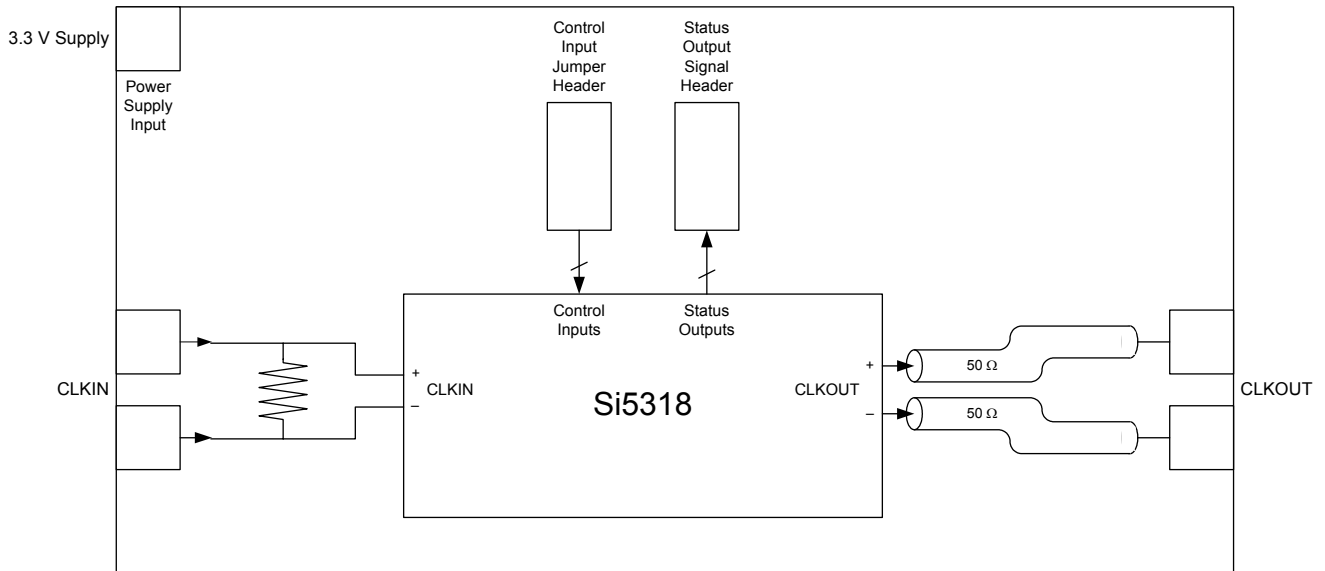 3.3 V Supply
Power
Supply
Input
Control
Input
Jumper
Header
Status
Output
Signal
Header
Control
Inputs
Status
Outputs
CLKIN
+
CLKIN
–
Si5318
CLKOUT
+
–
50 Ω
50 Ω
CLKOUT